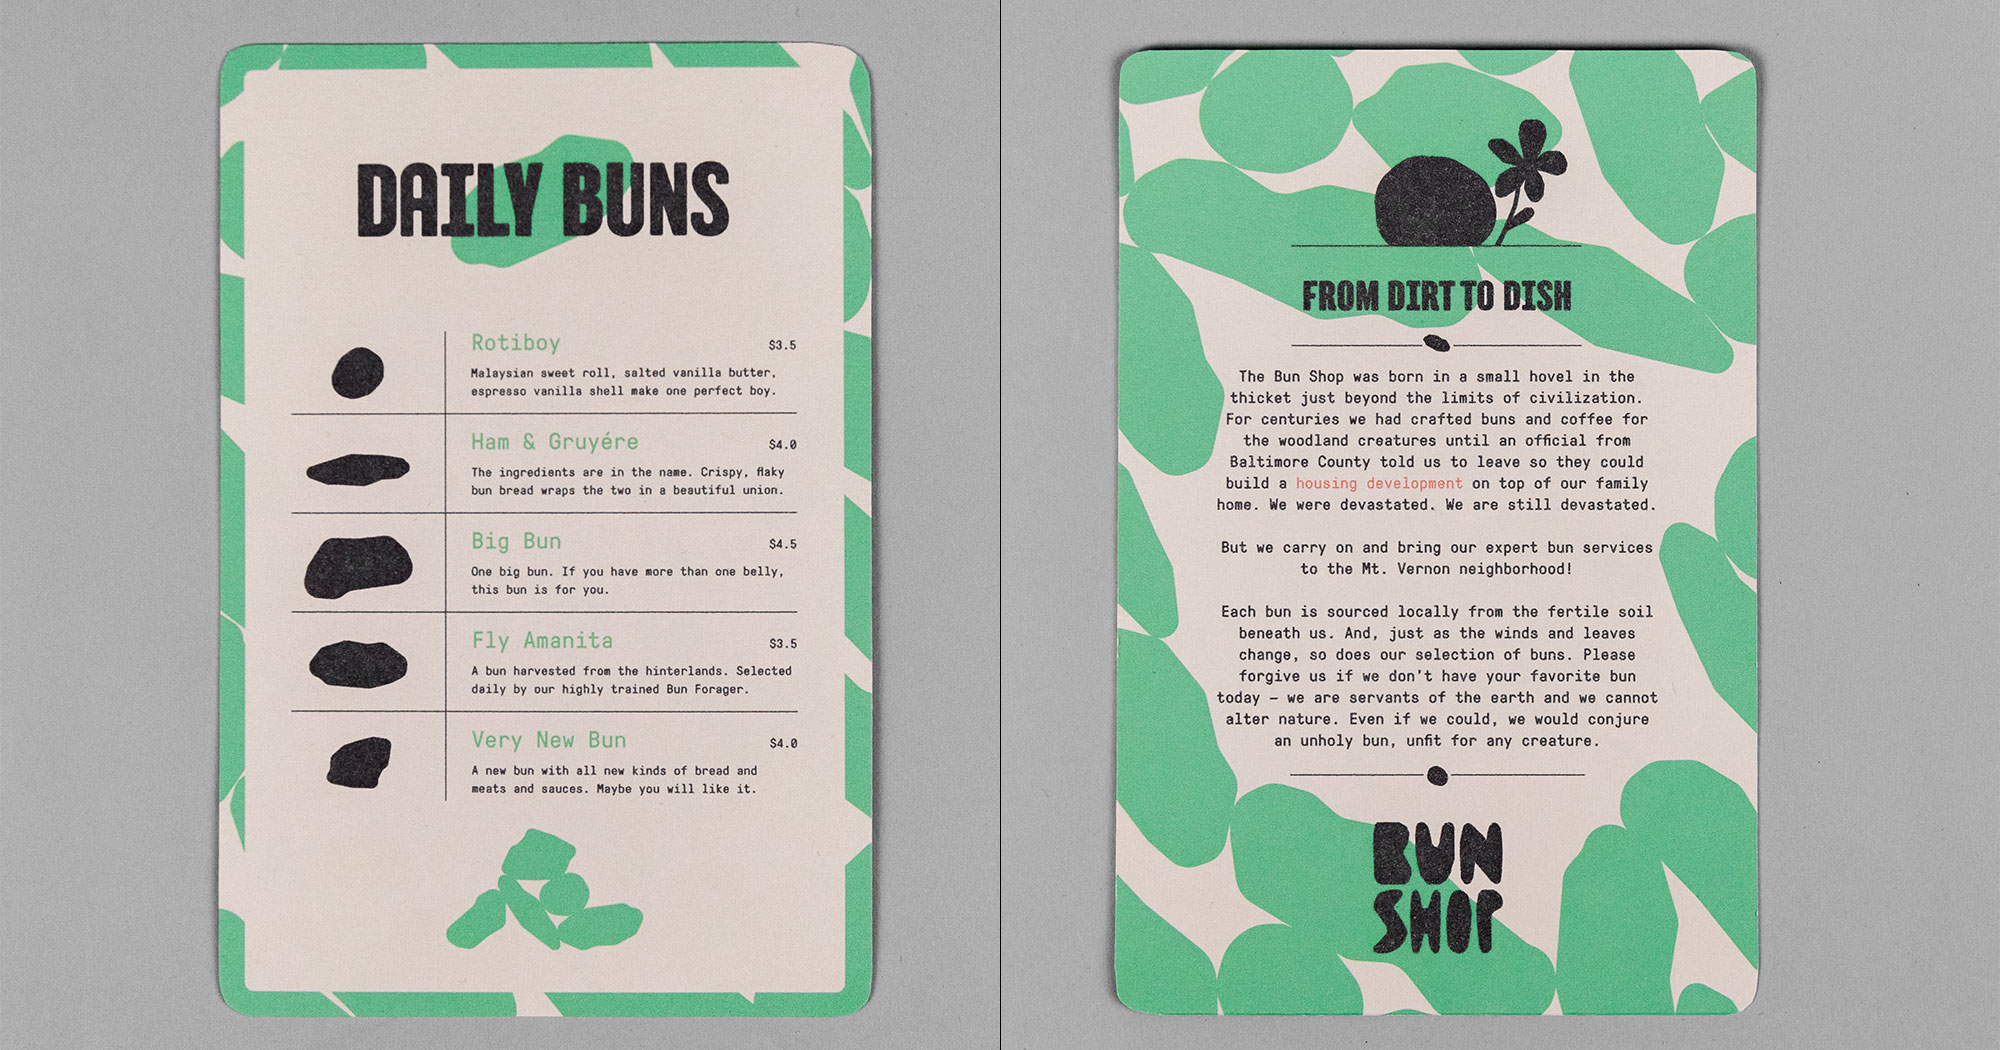 DAILY BUNS
Rotiboy
$3.5
Malaysian sweet roll, salted vanilla butter,
espresso vanilla shell make one perfect boy.
Ham & Gruyére
$4.0
The ingredients are in the name. Crispy, flaky
bun bread wraps the two in a beautiful union.
Big Bun
$4.5
One big bun. If you have more than one belly,
this bun is for you.
Fly Amanita
$3.5
A bun harvested from the hinterlands. Selected
daily by our highly trained Bun Forager.
Very New Bun
$4.0
A new bun with all new kinds of bread and
meats and sauces. Maybe you will like it.
FROM DIRT TO DISH
The Bun Shop was born in a small hovel in the
thicket just beyond the limits of civilization.
For centuries we had crafted buns and coffee for
the woodland creatures until an official from
Baltimore County told us to leave so they could
build a housing development on top of our family
home. We were devastated. We are still devastated.
But we carry on and bring our expert bun services
to the Mt. Vernon neighborhood!
Each bun is sourced locally from the fertile soil
beneath us. And, just as the winds and leaves
change, so does our selection of buns. Please
forgive us if we don't have your favorite bun
today – we are servants of the earth and we cannot
alter nature. Even if we could, we would conjure
an unholy bun, unfit for any creature.
BUN
SHOP